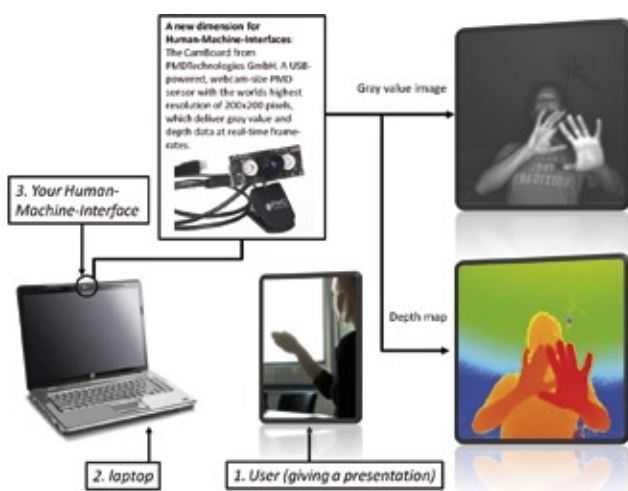 A new dimension for
Human-Machine-Interfaces:
The CamBoard from
PMDTechnologies GmbH. A USB-
powered, webcam-size PMD
sensor with the worlds highest
resolution of 200x200 pixels,
which deliver gray value and
depth data at real-time frame-
rates.
Gray value image
3. Your Human-
Machine-Interface
Depth map
2. laptop
1. User (giving a presentation)
TRADITION